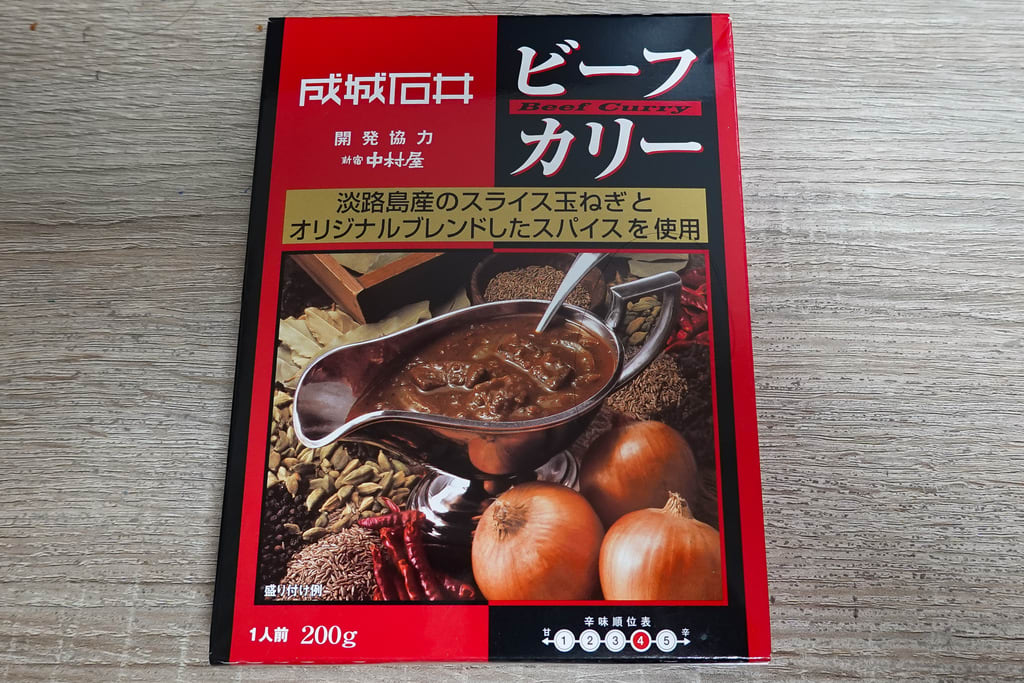 成城石井
開発協力
新宿 中村屋
ビーフ
Beef Curry
カリー
淡路島産のスライス玉ねぎと
オリジナルブレンドしたスパイスを使用
盛り付け例
1人前 200g
辛味順位表
甘 1 2 3 4 5 辛